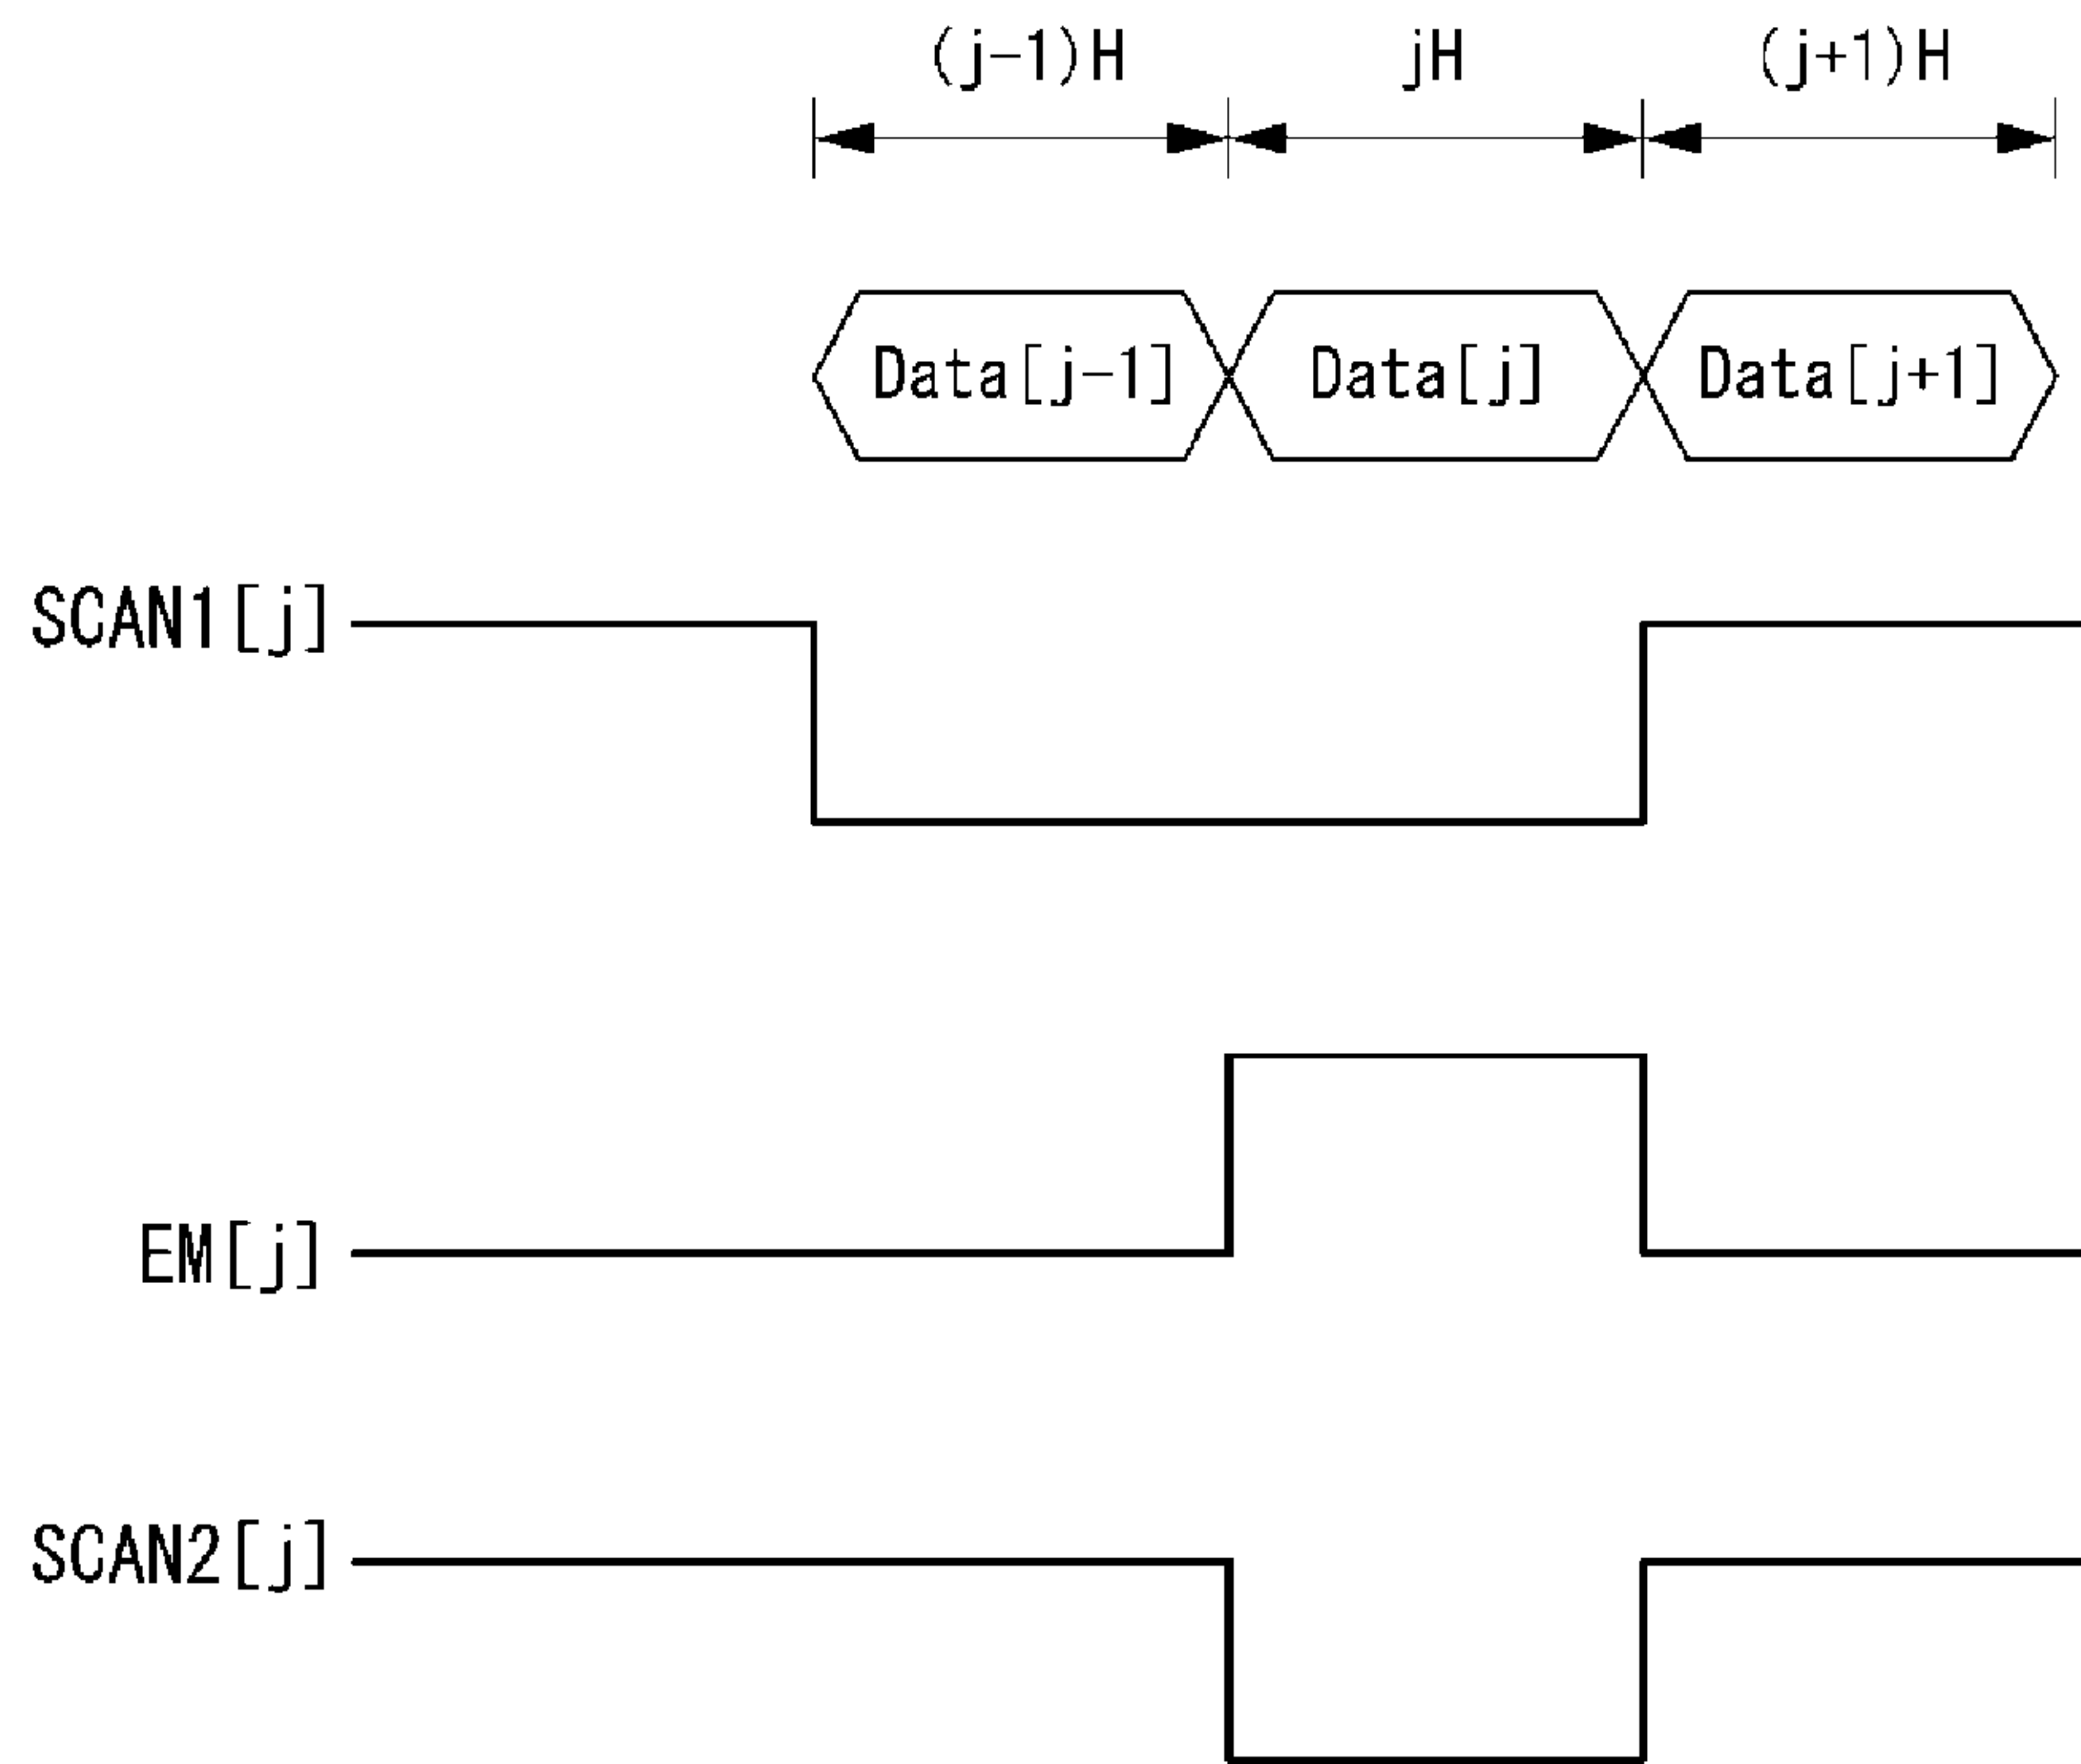 (j-1)H jH (j+1)H
Data[j-1] Data[j] Data[j+1]
SCAN1[j]
EM[j]
SCAN2[j]